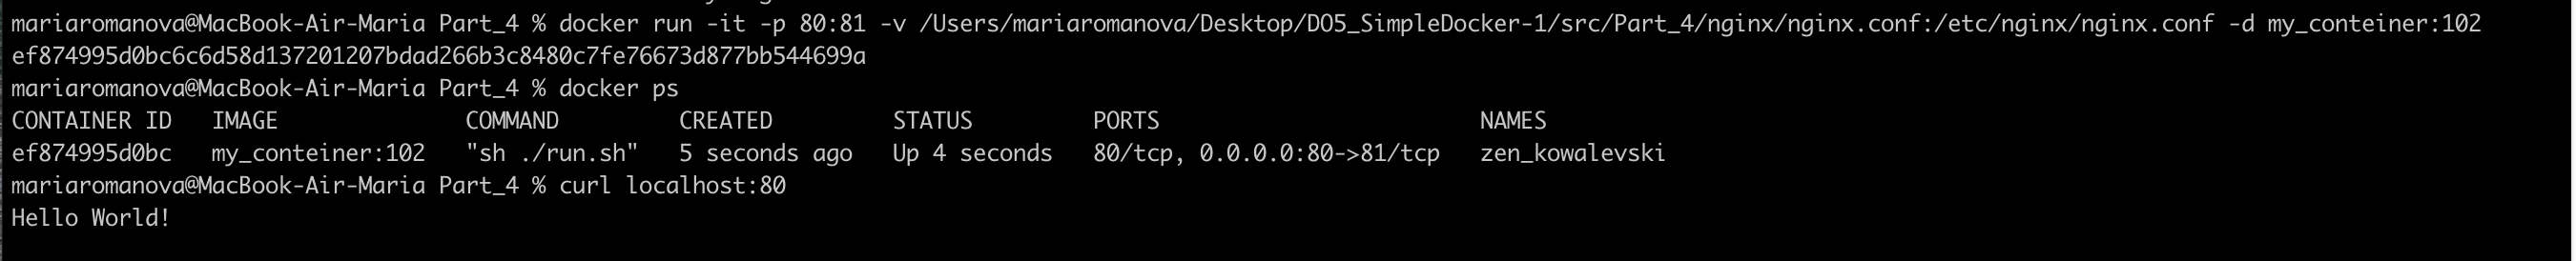 mariaromanova@MacBook-Air-Maria Part_4 % docker run -it -p 80:81 -v /Users/mariaromanova/Desktop/DO5_SimpleDocker-1/src/Part_4/nginx/nginx.conf:/etc/nginx/nginx.conf -d my_conteiner:102
ef874995d0bc6c6d58d137201207bdad266b3c8480c7fe76673d877bb544699a
mariaromanova@MacBook-Air-Maria Part_4 % docker ps
CONTAINER ID   IMAGE              COMMAND         CREATED         STATUS         PORTS                        NAMES
ef874995d0bc   my_conteiner:102   "sh ./run.sh"   5 seconds ago   Up 4 seconds   80/tcp, 0.0.0.0:80->81/tcp   zen_kowalevski
mariaromanova@MacBook-Air-Maria Part_4 % curl localhost:80
Hello World!